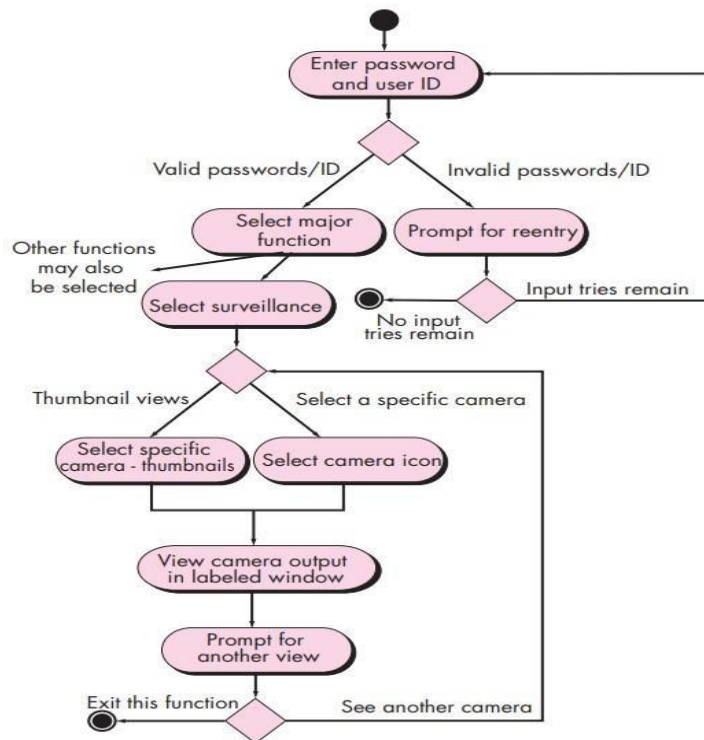 Enter password
and user ID
Valid passwords/ID
Invalid passwords/ID
Select major
function
Prompt for reentry
Other functions
may also
be selected
Select surveillance
Input tries remain
No input
tries remain
Thumbnail views
Select a specific camera
Select specific
camera - thumbnails
Select camera icon
View camera output
in labeled window
Prompt for
another view
Exit this function
See another camera